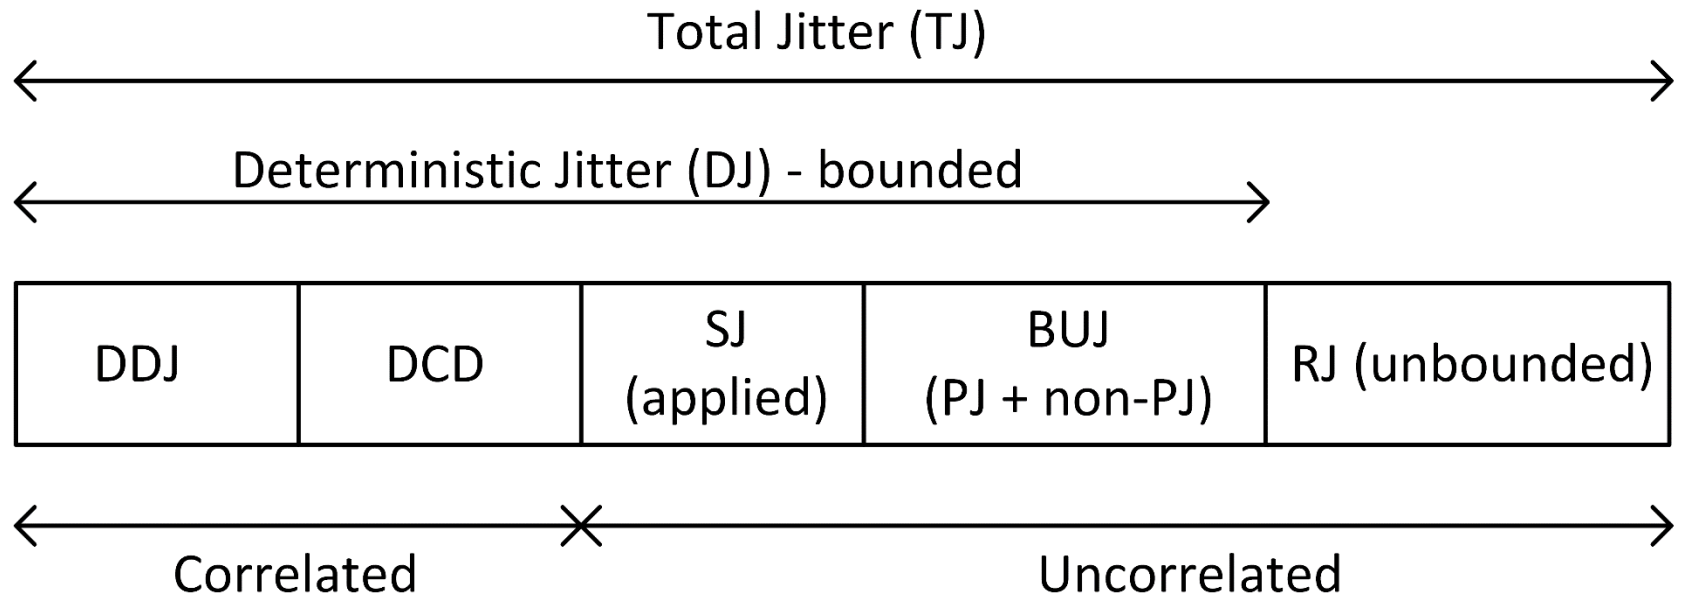 Total Jitter (TJ)
Deterministic Jitter (DJ) - bounded
DDJ
DCD
SJ
(applied)
BUJ
(PJ + non-PJ)
RJ (unbounded)
Correlated
Uncorrelated